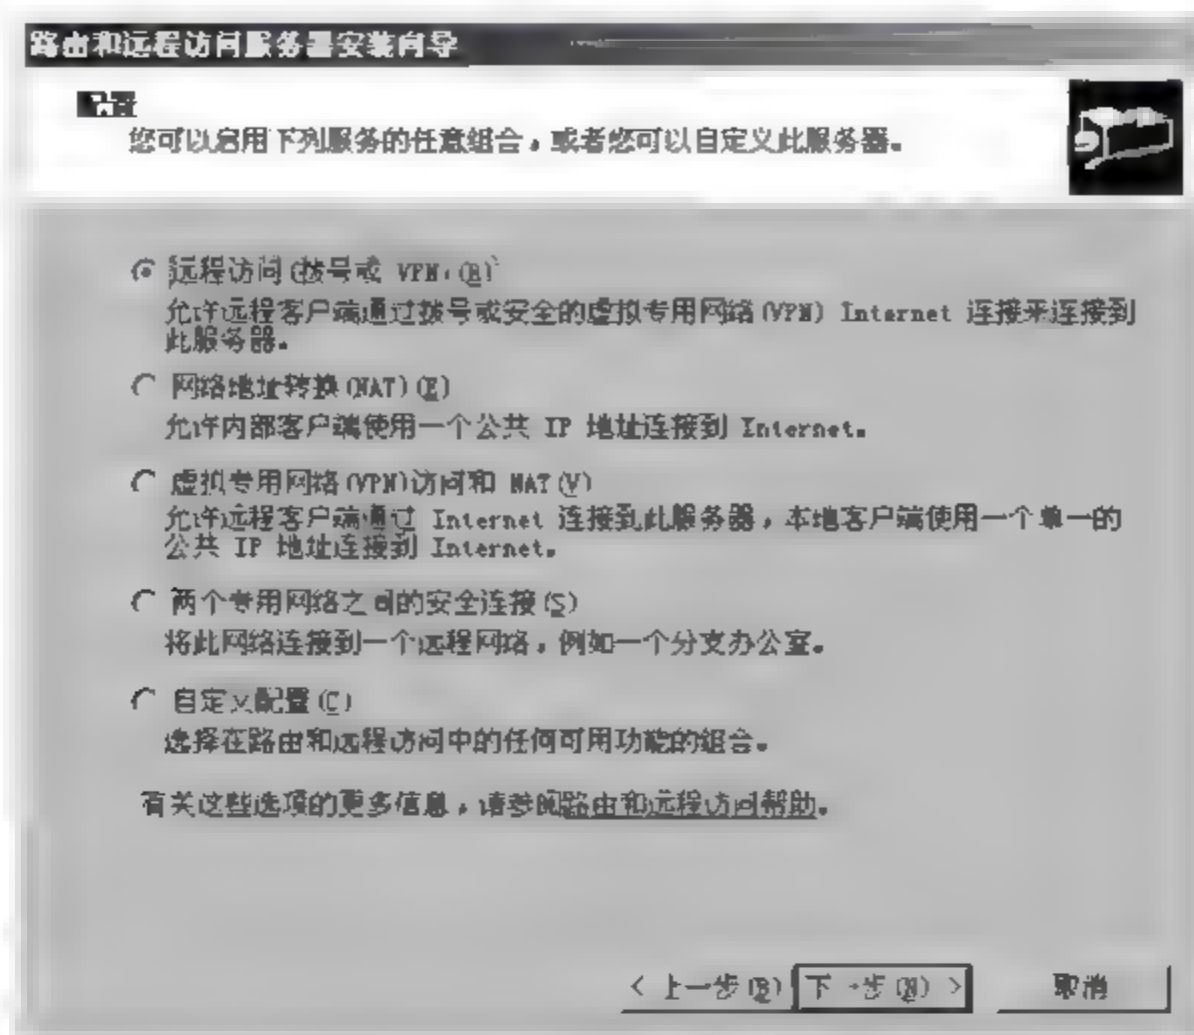 路由和远程访问服务器安装向导
配置
您可以启用下列服务的任意组合，或者您可以自定义此服务器。
远程访问(拨号或 VPN)(R)
允许远程客户端通过拨号或安全的虚拟专用网络(VPN) Internet 连接来连接到
此服务器。
网络地址转换(NAT)(E)
允许内部客户端使用一个公共 IP 地址连接到 Internet。
虚拟专用网络(VPN)访问和 NAT(V)
允许远程客户端通过 Internet 连接到此服务器，本地客户端使用一个单一的
公共 IP 地址连接到 Internet。
两个专用网络之间的安全连接(S)
将此网络连接到一个远程网络，例如一个分支办公室。
自定义配置(C)
选择在路由和远程访问中的任何可用功能的组合。
有关这些选项的更多信息，请参阅路由和远程访问帮助。
< 上一步(B) 下一步(N) > 取消